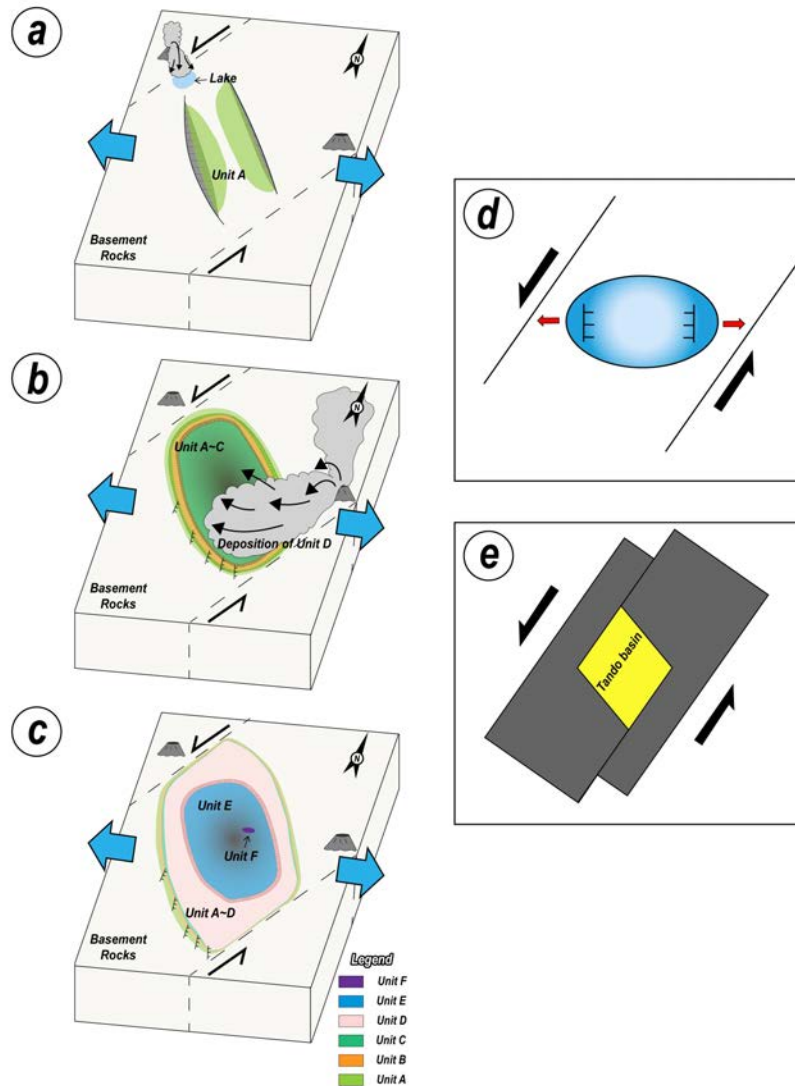 a
N
Lake
Unit A
Basement
Rocks
b
N
Unit A~C
Deposition of Unit D
Basement
Rocks
c
N
Unit E
Unit F
Unit A~D
Basement
Rocks
Legend
Unit F
Unit E
Unit D
Unit C
Unit B
Unit A
d
e
Tando basin